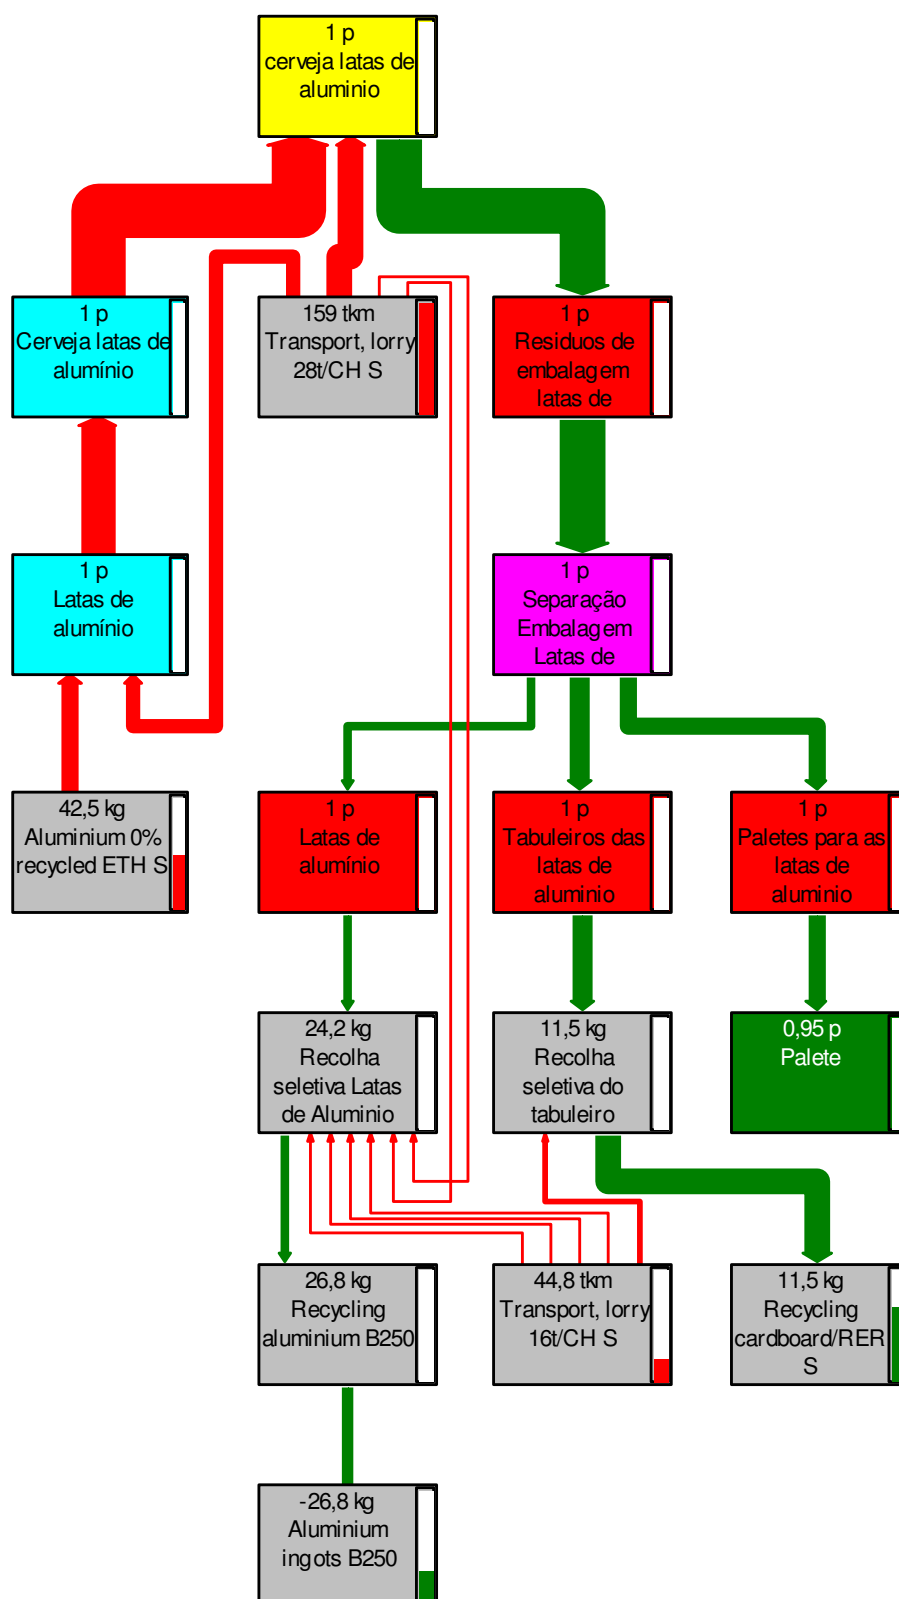 1 p
cerveja latas de
aluminio
1 p
Cerveja latas de
alumínio
159 tkm
Transport, lorry
28t/CH S
1 p
Residuos de
embalagem
latas de
1 p
Latas de
alumínio
1 p
Separação
Embalagem
Latas de
42,5 kg
Aluminium 0%
recycled ETH S
1 p
Latas de
alumínio
1 p
Tabuleiros das
latas de
aluminio
1 p
Paletes para as
latas de
aluminio
24,2 kg
Recolha
seletiva Latas
de Aluminio
11,5 kg
Recolha
seletiva do
tabuleiro
0,95 p
Palete
26,8 kg
Recycling
aluminium B250
44,8 tkm
Transport, lorry
16t/CH S
11,5 kg
Recycling
cardboard/RER
S
-26,8 kg
Aluminium
ingots B250